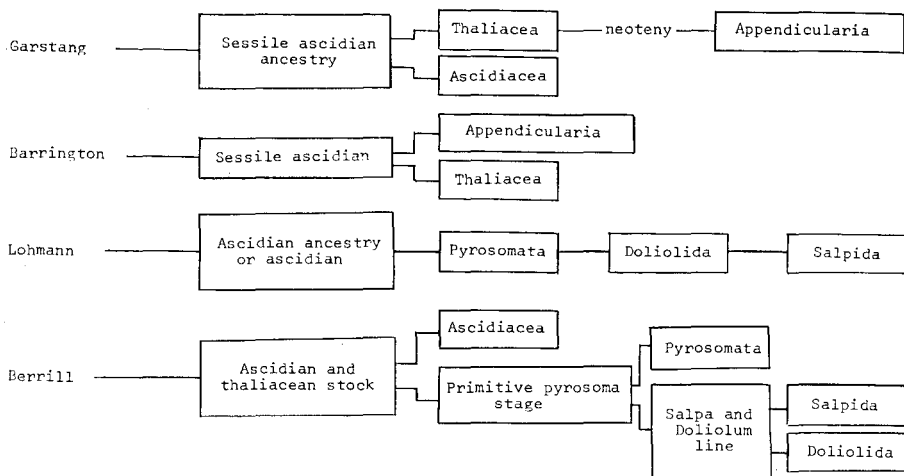 Garstang
Sessile ascidian
ancestry
Thaliacea
neoteny
Appendicularia
Ascidiacea
Barrington
Sessile ascidian
Appendicularia
Thaliacea
Lohmann
Ascidian ancestry
or ascidian
Pyrosomata
Doliolida
Salpida
Berrill
Ascidian and
thaliacean stock
Ascidiacea
Primitive pyrosoma
stage
Pyrosomata
Salpa and
Doliolum
line
Salpida
Doliolida